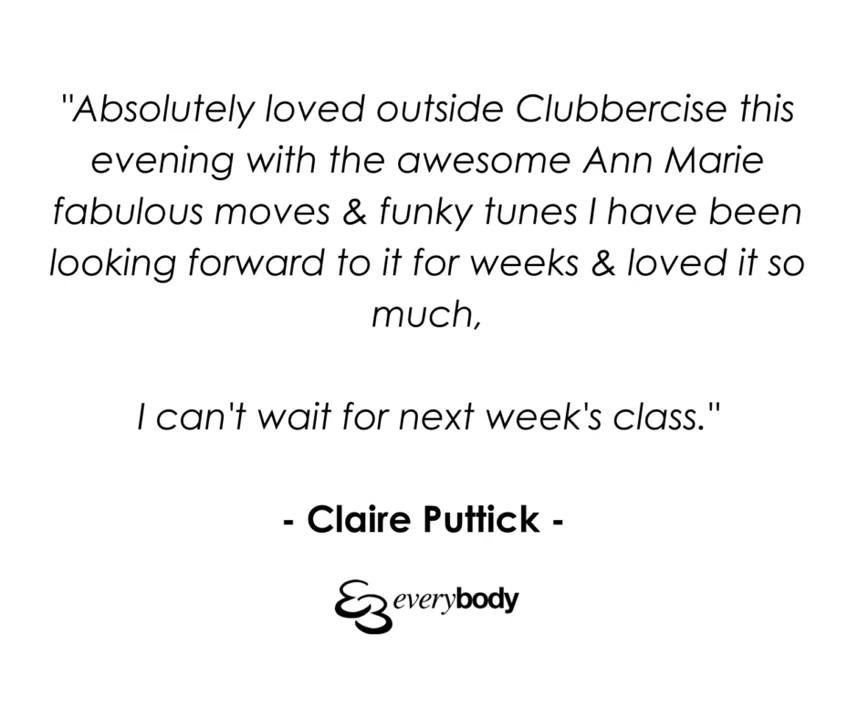 "Absolutely loved outside Clubbercise this
evening with the awesome Ann Marie
fabulous moves & funky tunes I have been
looking forward to it for weeks & loved it so
much,
I can't wait for next week's class."
- Claire Puttick -
everybody